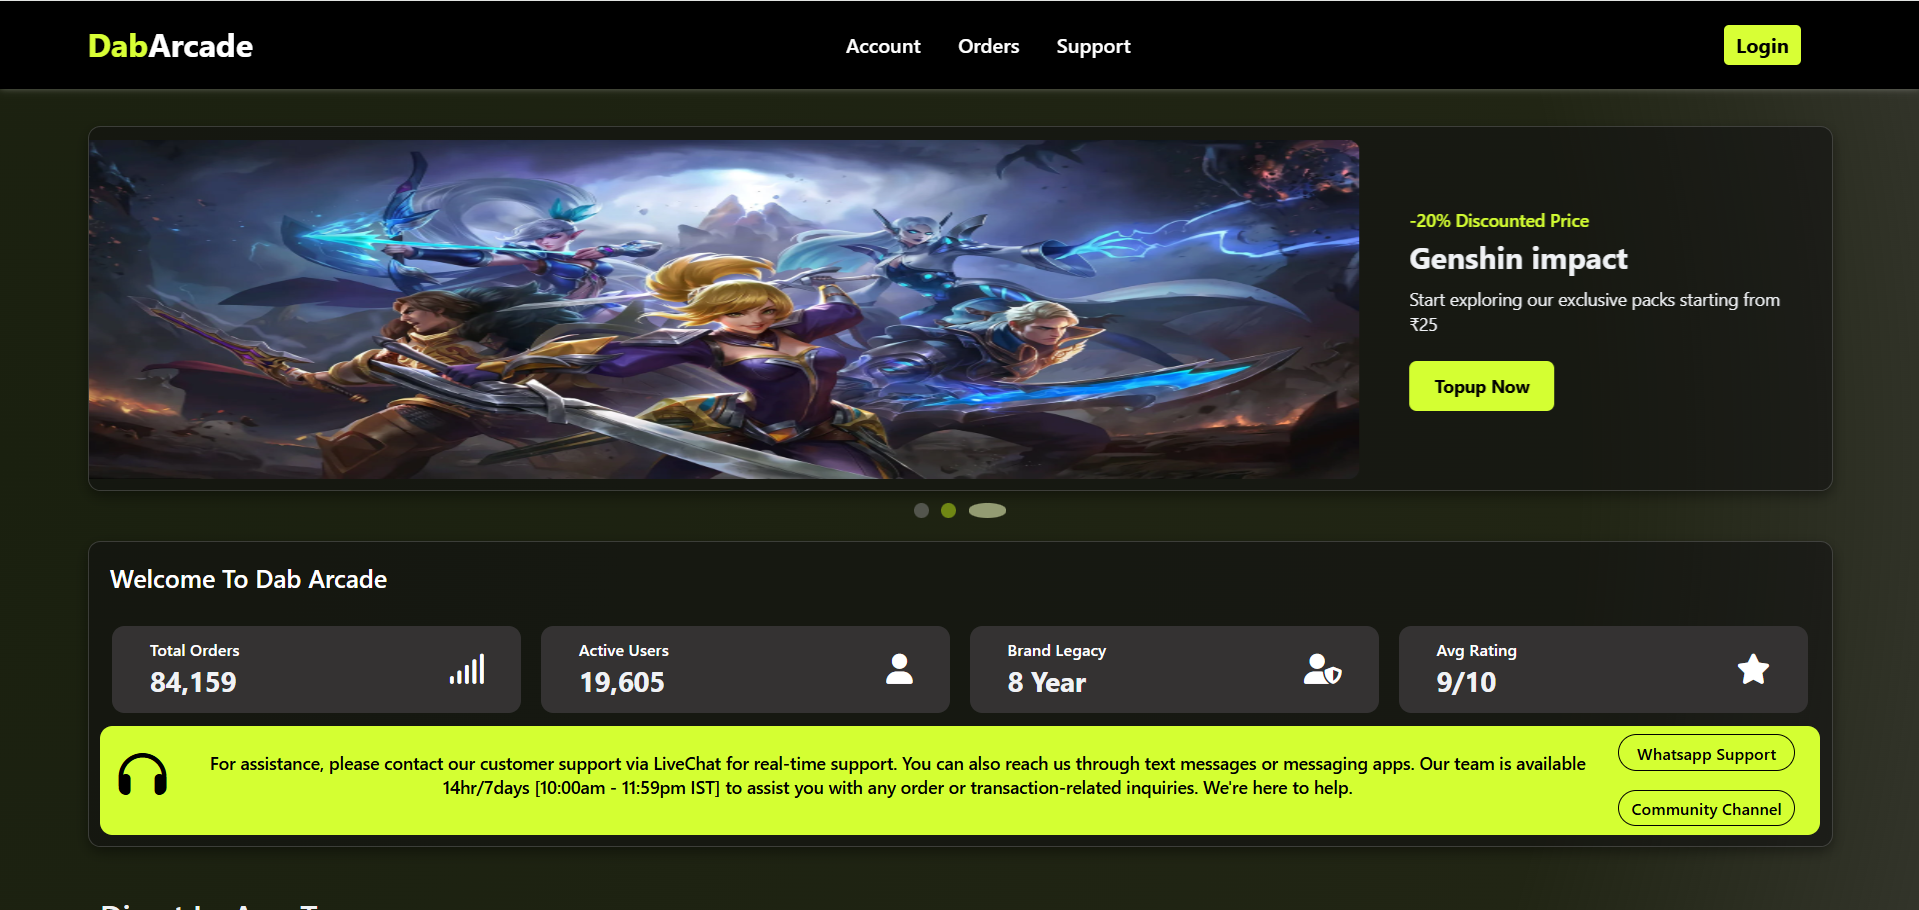 DabArcade
Account
Orders
Support
Login
-20% Discounted Price
Genshin impact
Start exploring our exclusive packs starting from
₹25
Topup Now
Welcome To Dab Arcade
Total Orders
84,159
Active Users
19,605
Brand Legacy
8 Year
Avg Rating
9/10
For assistance, please contact our customer support via LiveChat for real-time support. You can also reach us through text messages or messaging apps. Our team is available
14hr/7days [10:00am - 11:59pm IST] to assist you with any order or transaction-related inquiries. We're here to help.
Whatsapp Support
Community Channel